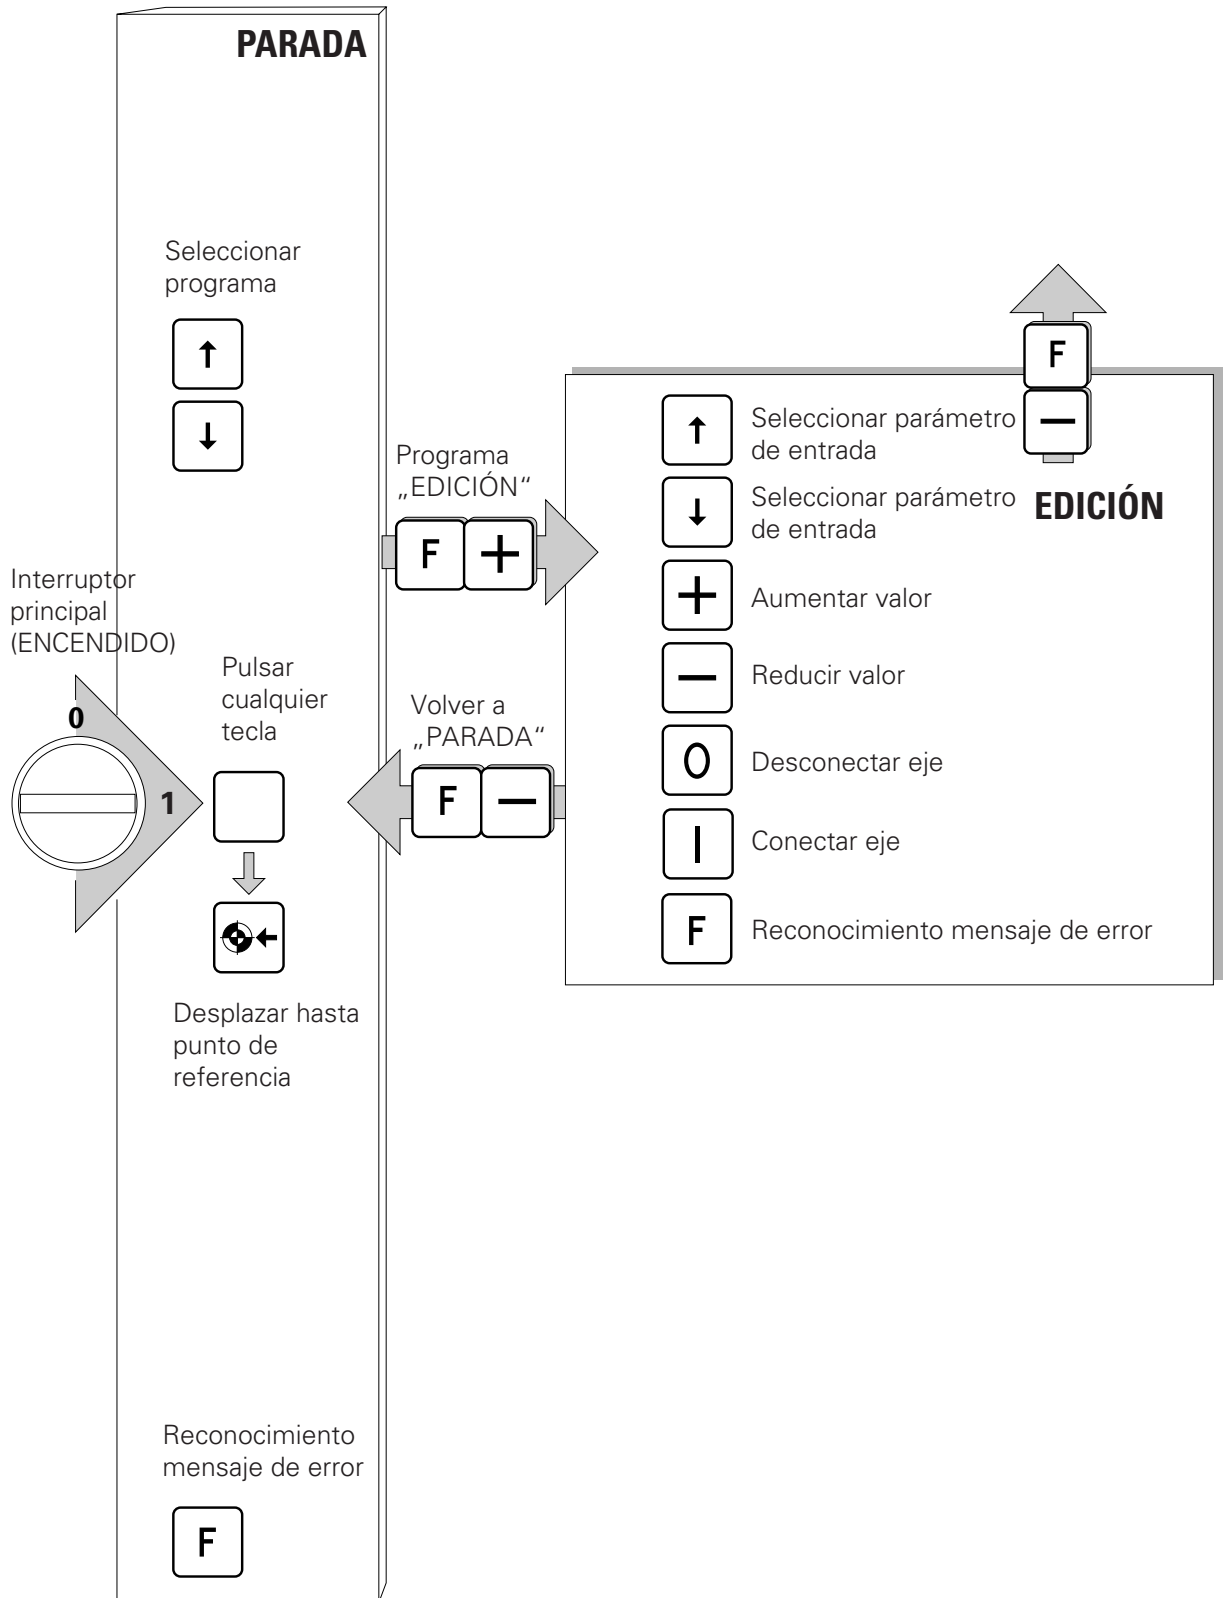 PARADA
Seleccionar
programa
↑
↓
Interruptor
principal
(ENCENDIDO)
0
1
Pulsar
cualquier
tecla
Desplazar hasta
punto de
referencia
Reconocimiento
mensaje de error
F
Programa
„EDICIÓN“
F +
Volver a
„PARADA“
F —
F
—
EDICIÓN
↑ Seleccionar parámetro
de entrada
↓ Seleccionar parámetro
de entrada
+ Aumentar valor
— Reducir valor
0 Desconectar eje
I Conectar eje
F Reconocimiento mensaje de error